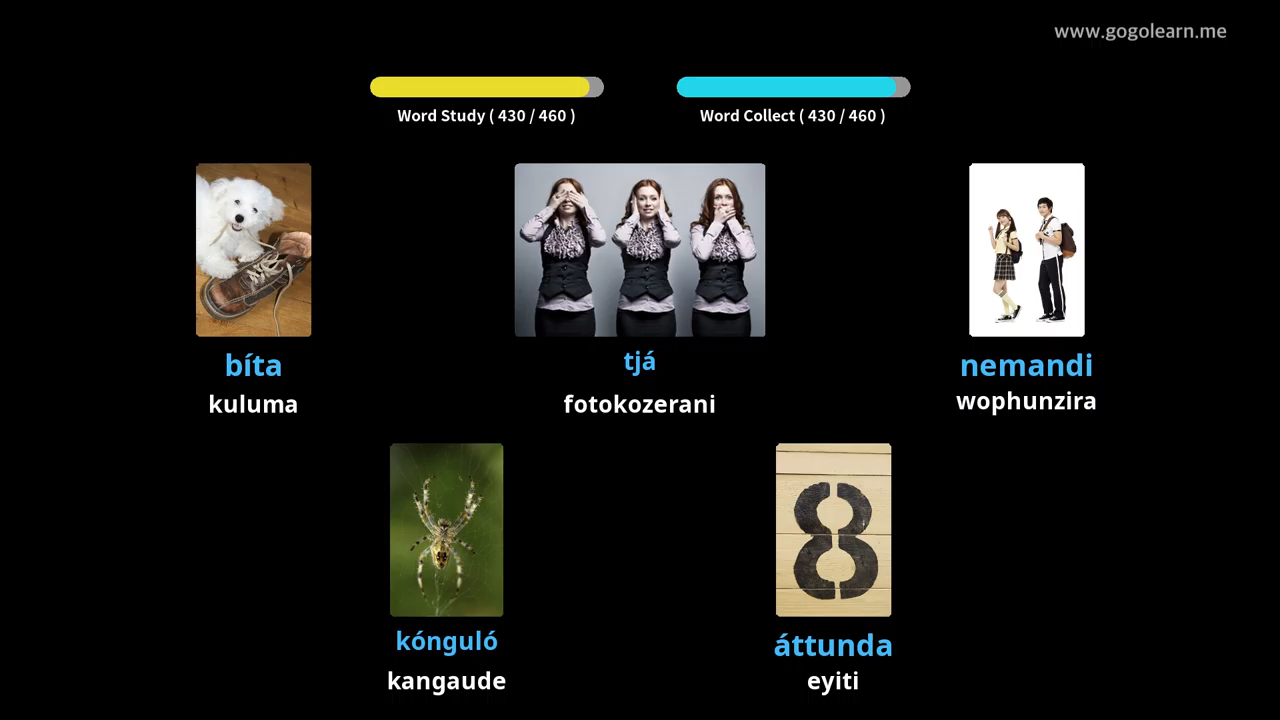 www.gogolearn.me
Word Study ( 430 / 460 )
Word Collect ( 430 / 460 )
bíta
kuluma
tjá
fotokozerani
nemandi
wophunzira
8
kónguló
kangaude
áttunda
eyiti